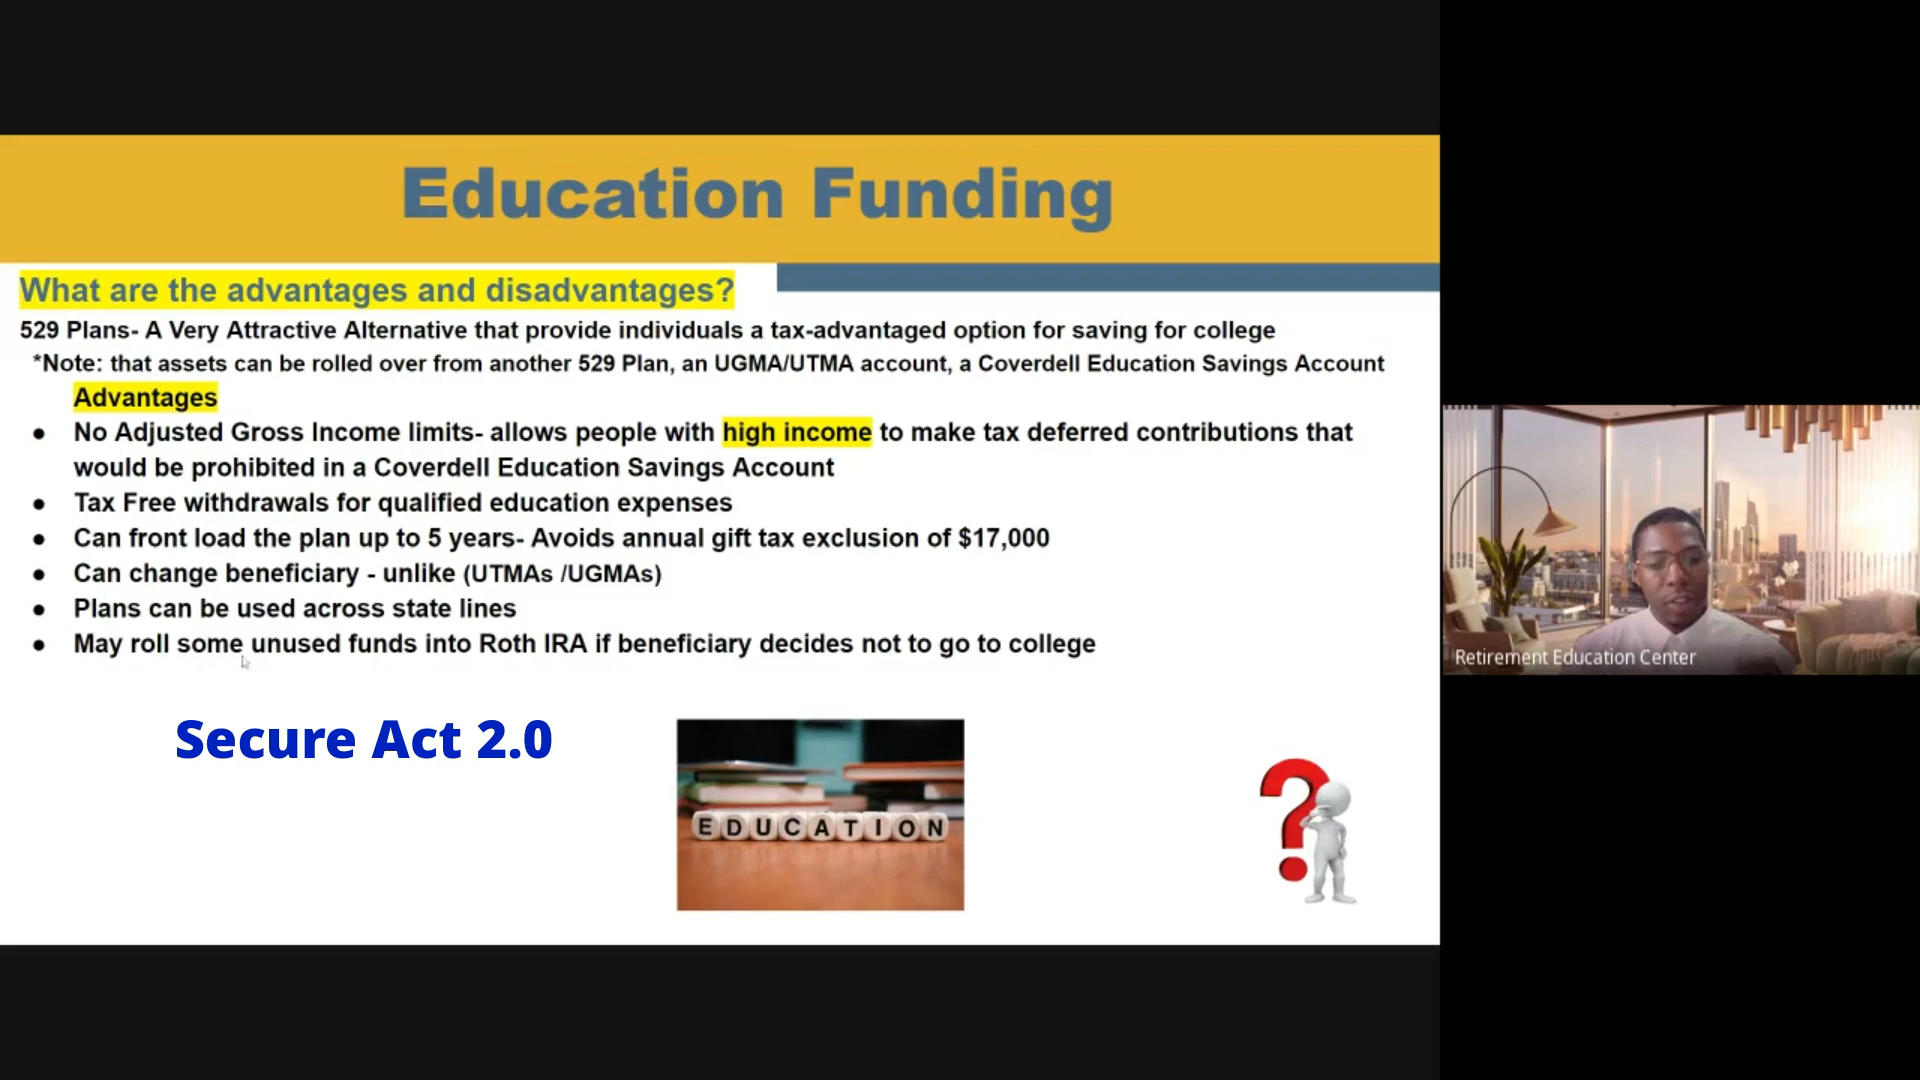 Education Funding
What are the advantages and disadvantages?
529 Plans- A Very Attractive Alternative that provide individuals a tax-advantaged option for saving for college
*Note: that assets can be rolled over from another 529 Plan, an UGMA/UTMA account, a Coverdell Education Savings Account
Advantages
● No Adjusted Gross Income limits- allows people with high income to make tax deferred contributions that
would be prohibited in a Coverdell Education Savings Account
● Tax Free withdrawals for qualified education expenses
● Can front load the plan up to 5 years- Avoids annual gift tax exclusion of $17,000
● Can change beneficiary - unlike (UTMAs /UGMAs)
● Plans can be used across state lines
● May roll some unused funds into Roth IRA if beneficiary decides not to go to college
Secure Act 2.0
EDUCATION
?
Retirement Education Center